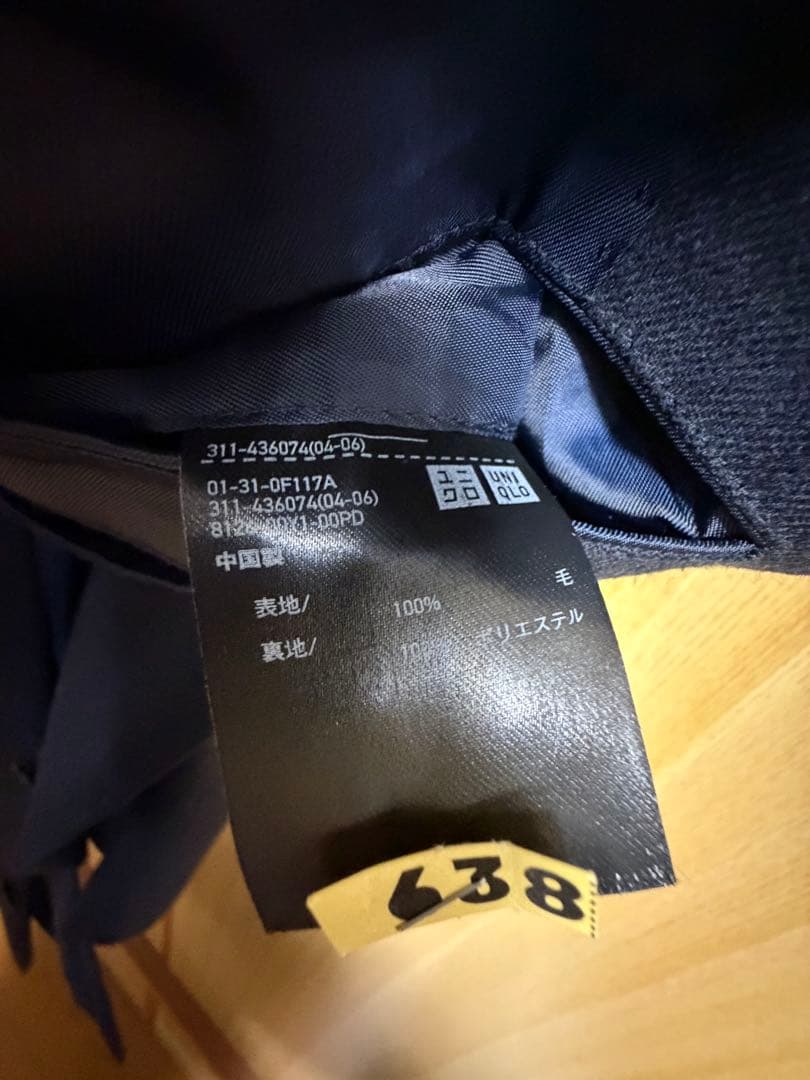 311-436074(04-06)
01-31-0F117A
311-436074(04-06)
ユニクロ
UNIQLO
中国製
表地/ 100% 毛
裏地/ ポリエステル
638